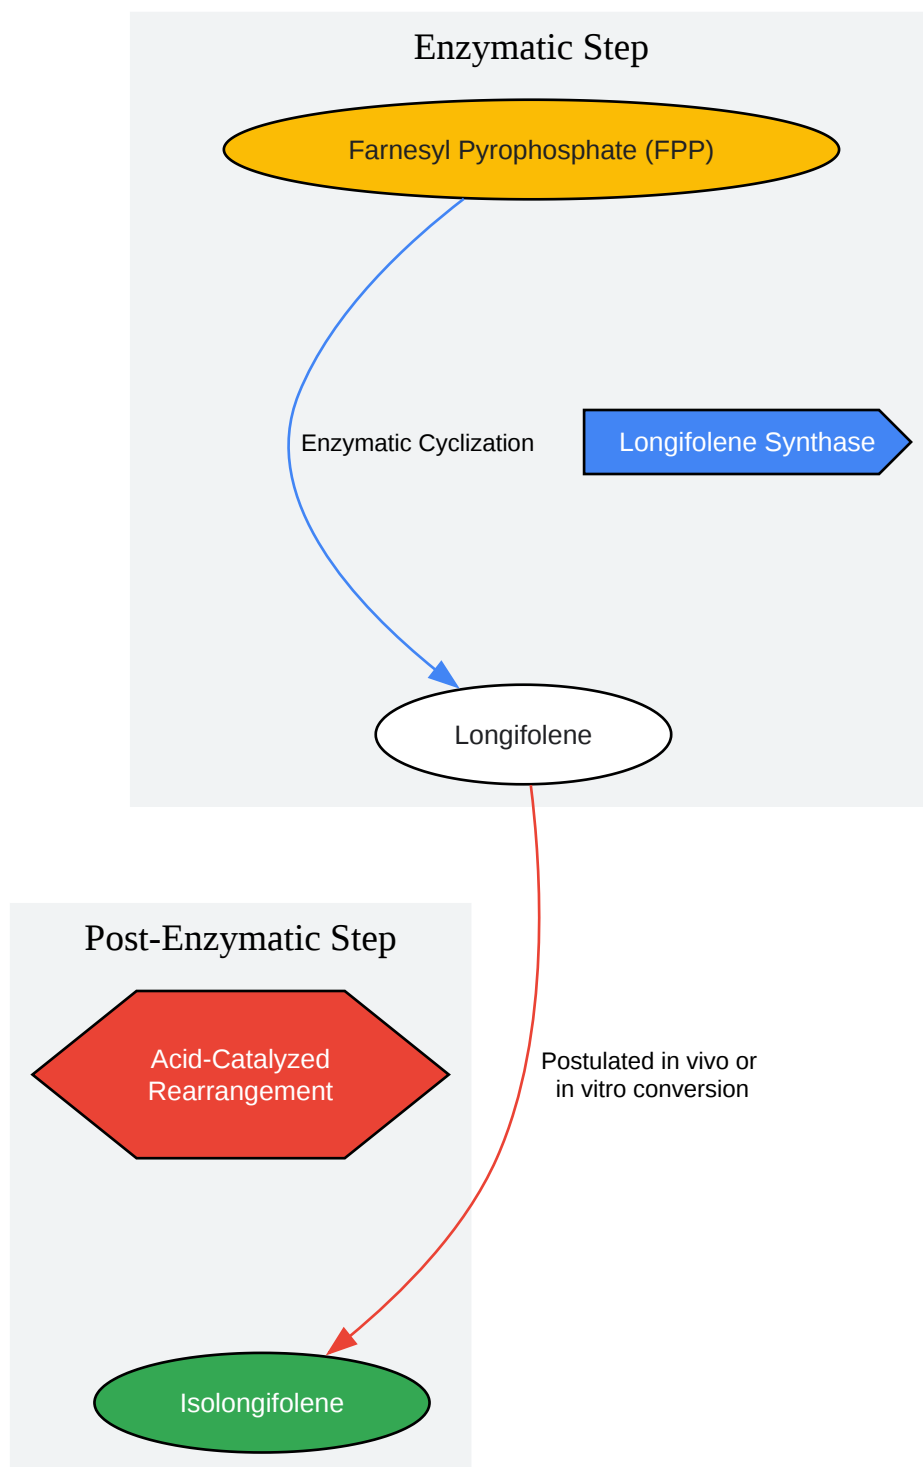 Enzymatic Step
Farnesyl Pyrophosphate (FPP)
Enzymatic Cyclization
Longifolene Synthase
Longifolene
Post-Enzymatic Step
Acid-Catalyzed
Rearrangement
Postulated in vivo or
in vitro conversion
Isolongifolene